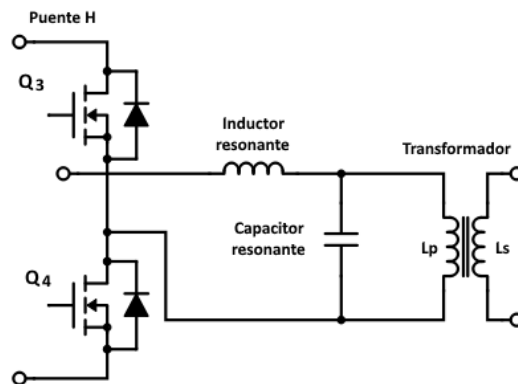 Puente H
Q3
Inductor
resonante
Transformador
Capacitor
resonante
Lp
Ls
Q4